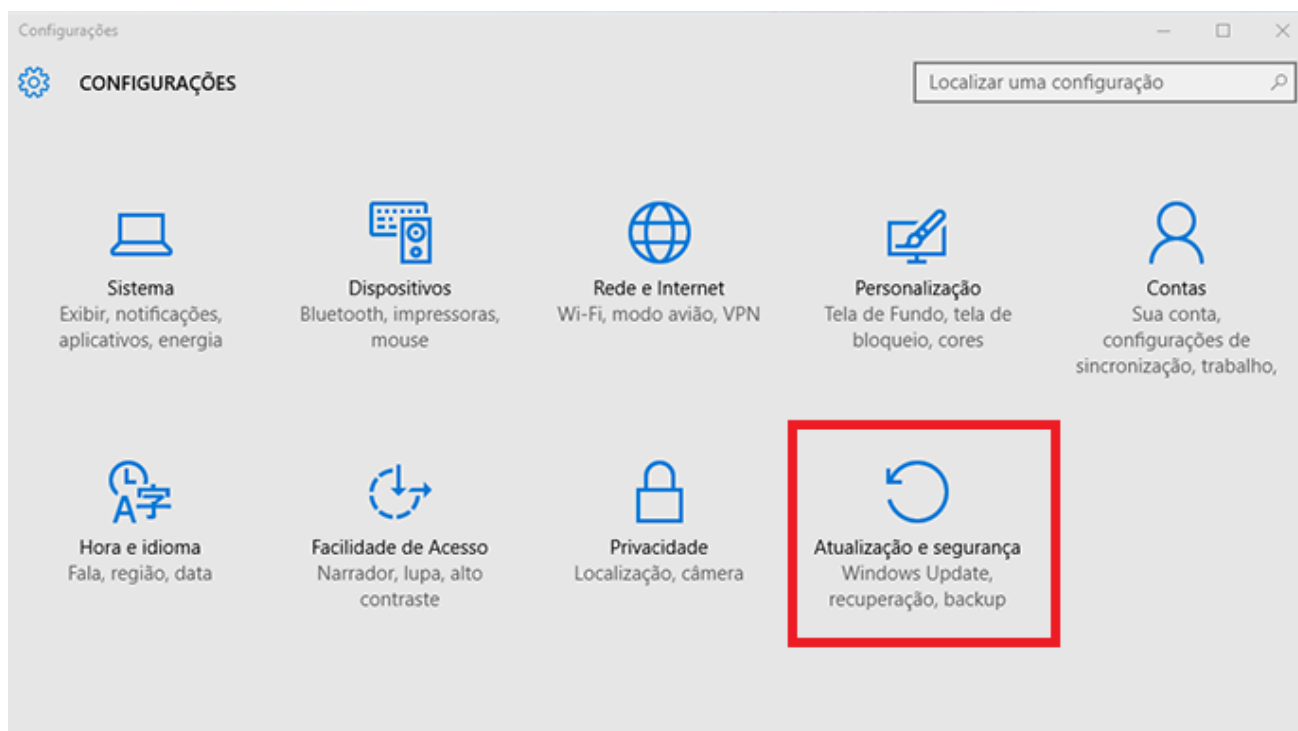 Configurações
CONFIGURAÇÕES
Localizar uma configuração
Sistema
Exibir, notificações,
aplicativos, energia
Dispositivos
Bluetooth, impressoras,
mouse
Rede e Internet
Wi-Fi, modo avião, VPN
Personalização
Tela de Fundo, tela de
bloqueio, cores
Contas
Sua conta,
configurações de
sincronização, trabalho,
A字
Hora e idioma
Fala, região, data
Facilidade de Acesso
Narrador, lupa, alto
contraste
Privacidade
Localização, câmera
Atualização e segurança
Windows Update,
recuperação, backup